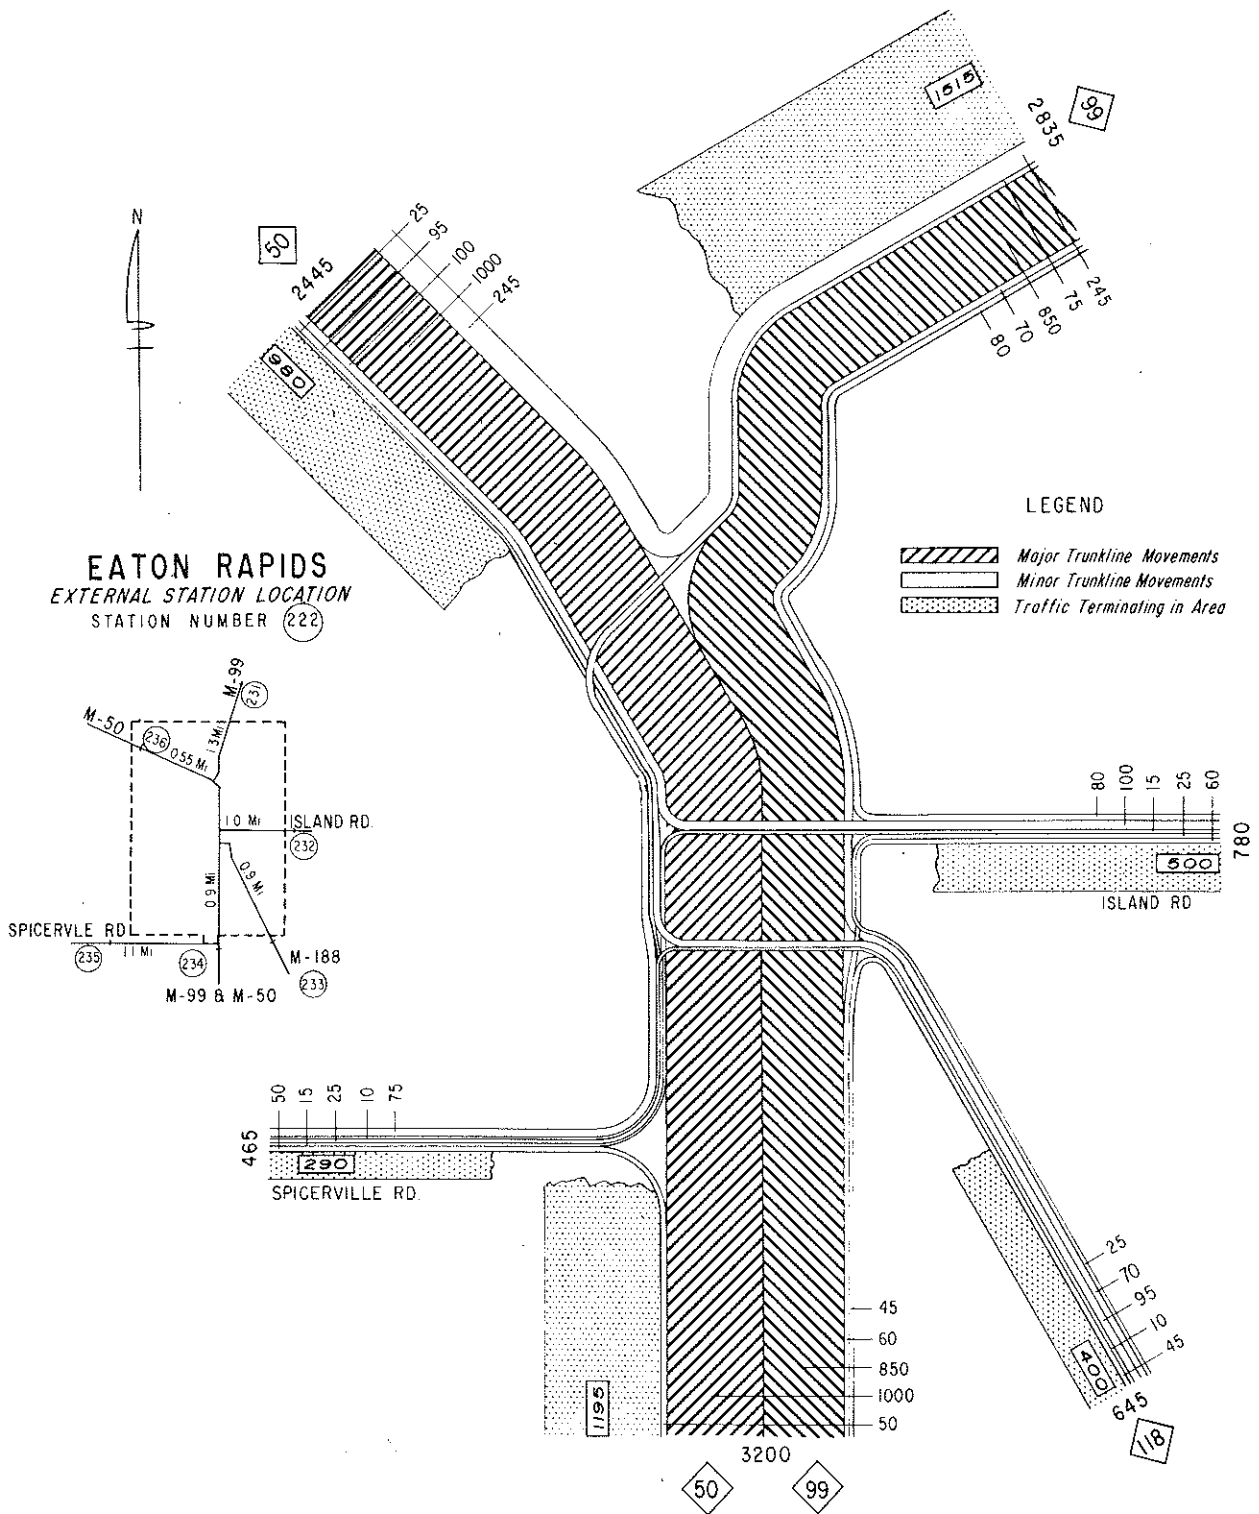 1515
2835
99
N
50
2445
25
95
100
1000
245
980
80
70
850
75
245
LEGEND
Major Trunkline Movements
Minor Trunkline Movements
Traffic Terminating in Area
EATON RAPIDS
EXTERNAL STATION LOCATION
STATION NUMBER 222
M-99
231
M-50
236
0.55 Mi
1.3 Mi
1.0 Mi
ISLAND RD.
232
0.9 Mi
0.9 Mi
SPICERVLE RD
235
1.1 Mi
234
M-188
233
M-99 & M-50
80
100
15
25
60
780
500
ISLAND RD
50
15
25
10
75
465
290
SPICERVILLE RD.
25
70
95
10
45
400
645
118
45
60
850
1000
50
1195
3200
50
99